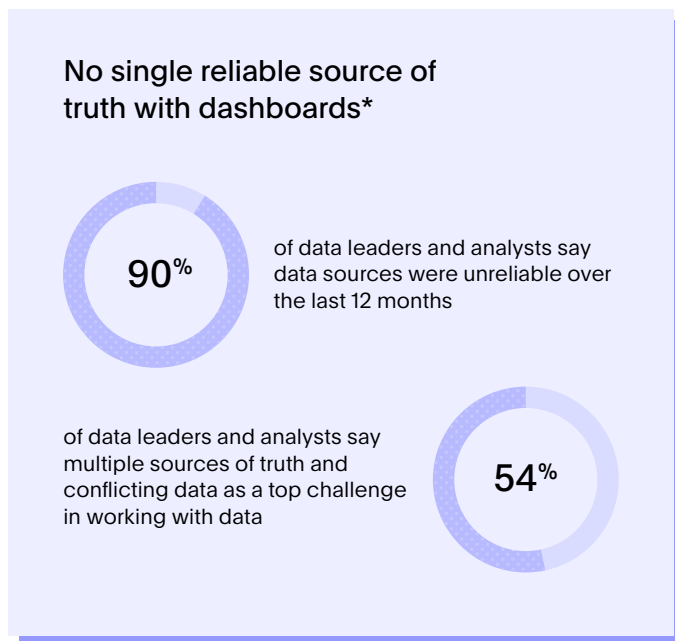 No single reliable source of
truth with dashboards*
90%
of data leaders and analysts say
data sources were unreliable over
the last 12 months
of data leaders and analysts say
multiple sources of truth and
conflicting data as a top challenge
in working with data
54%